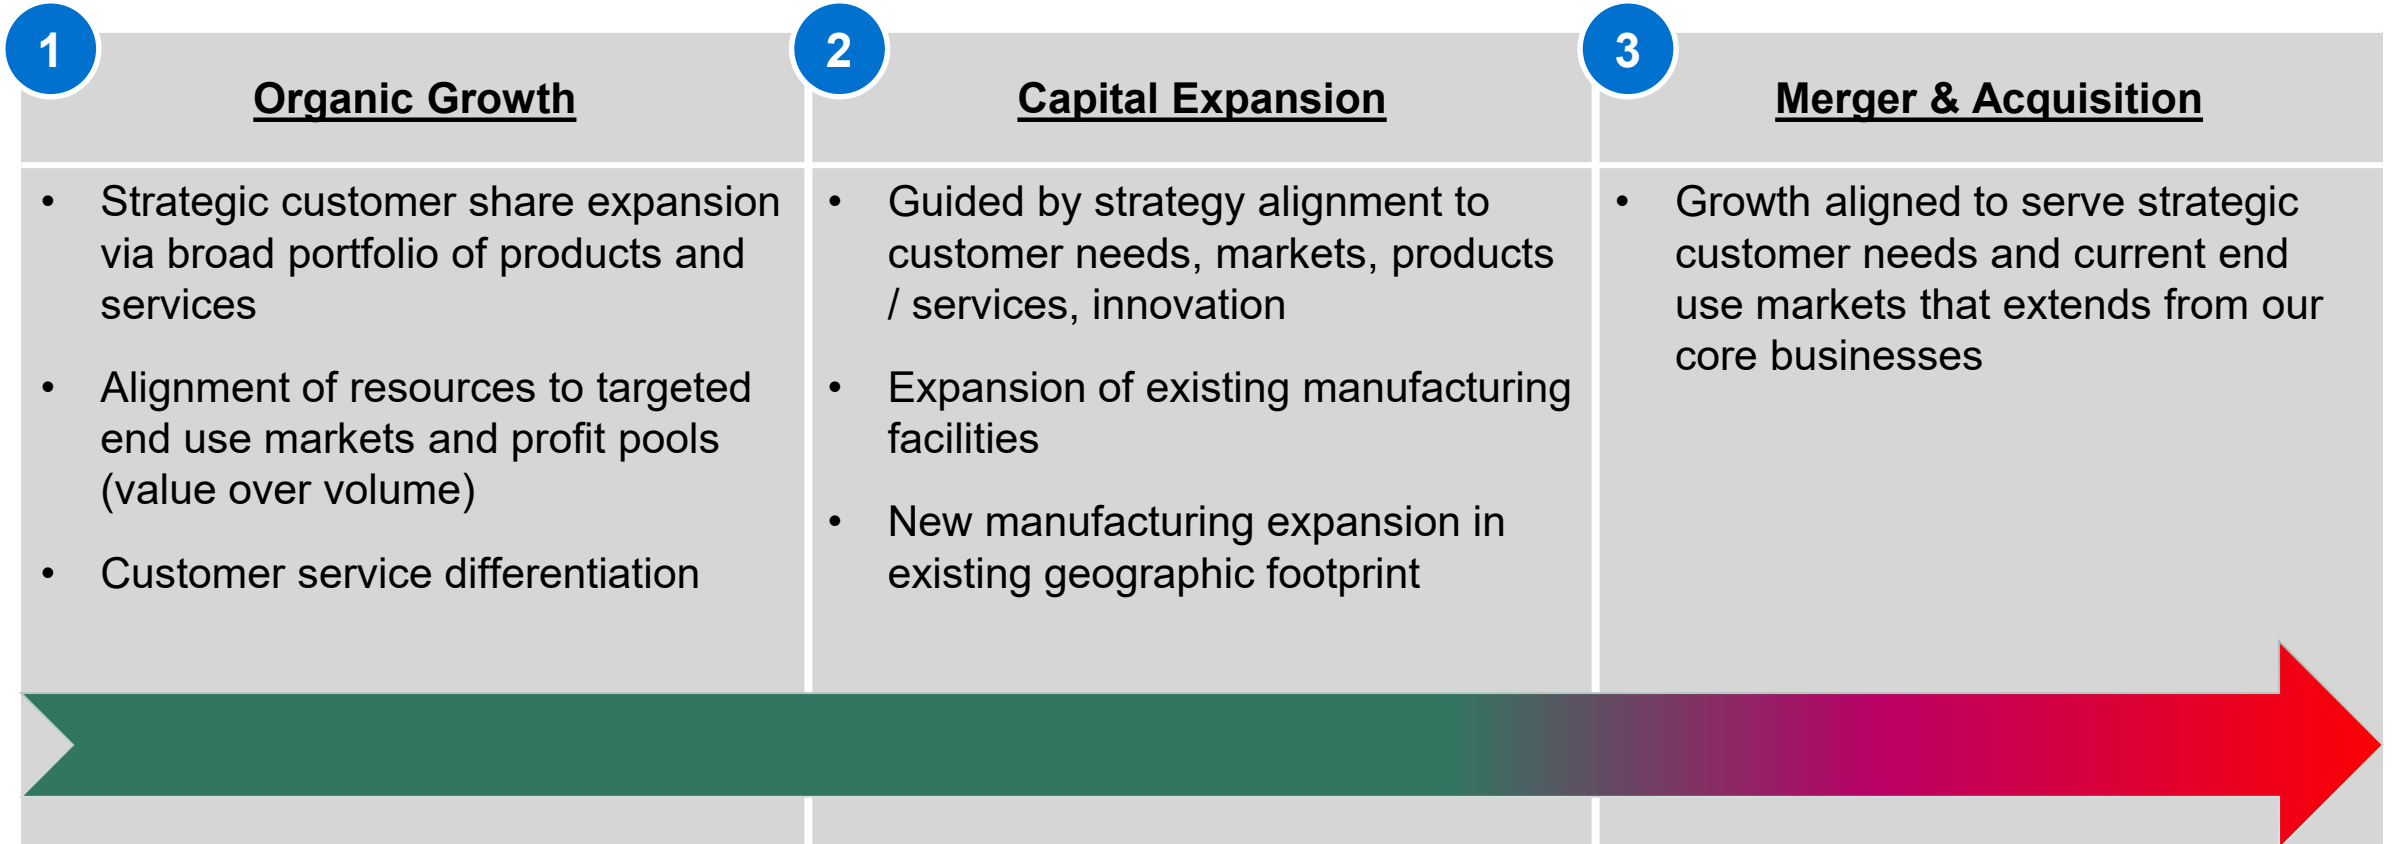 1
Organic Growth
• Strategic customer share expansion
via broad portfolio of products and
services
• Alignment of resources to targeted
end use markets and profit pools
(value over volume)
• Customer service differentiation
2
Capital Expansion
• Guided by strategy alignment to
customer needs, markets, products
/ services, innovation
• Expansion of existing manufacturing
facilities
• New manufacturing expansion in
existing geographic footprint
3
Merger & Acquisition
• Growth aligned to serve strategic
customer needs and current end
use markets that extends from our
core businesses